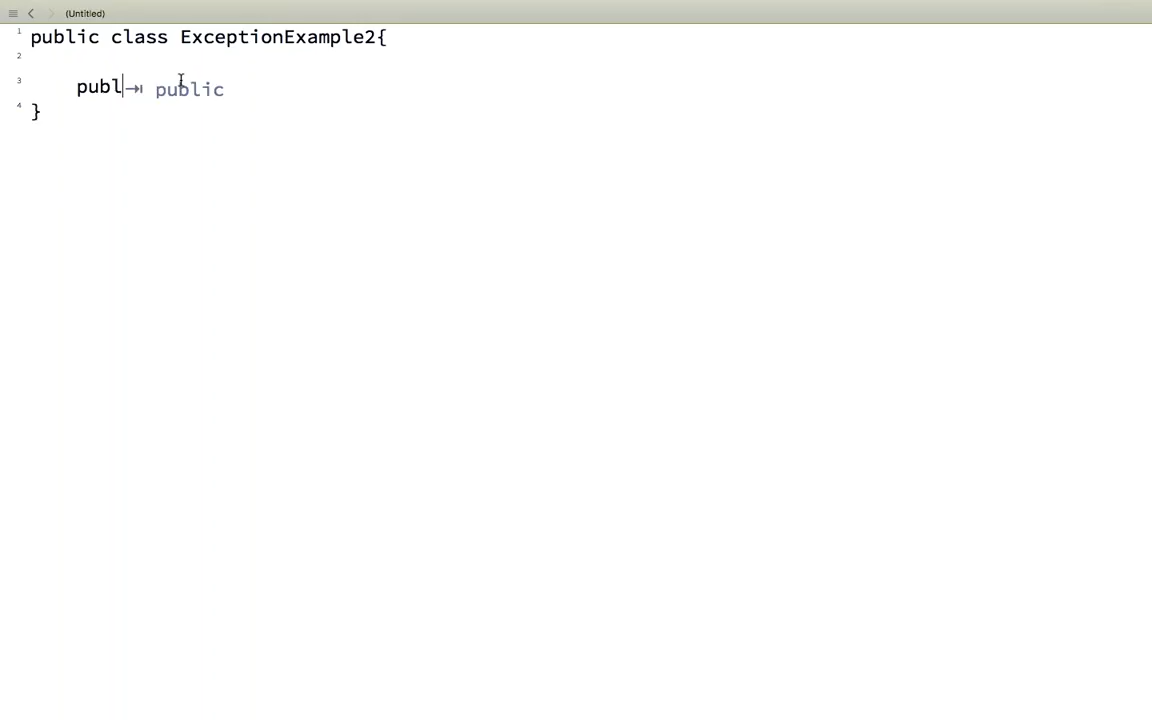 (Untitled)
1 public class ExceptionExample2{
2
3 publ public
4 }